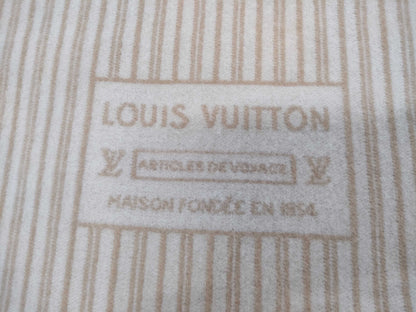 LOUIS VUITTON
LV ARTICLES DE VOYAGE LV
MAISON FONDÉE EN 1854